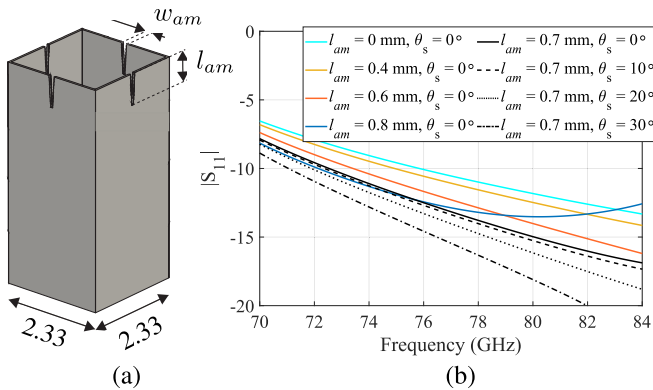 w_am
l_am
2.33
2.33
(a)
0
-5
-10
-15
-20
|S_11|
l_am = 0 mm, θ_s = 0°
l_am = 0.4 mm, θ_s = 0°
l_am = 0.6 mm, θ_s = 0°
l_am = 0.8 mm, θ_s = 0°
l_am = 0.7 mm, θ_s = 0°
l_am = 0.7 mm, θ_s = 10°
l_am = 0.7 mm, θ_s = 20°
l_am = 0.7 mm, θ_s = 30°
70 72 74 76 78 80 82 84
Frequency (GHz)
(b)